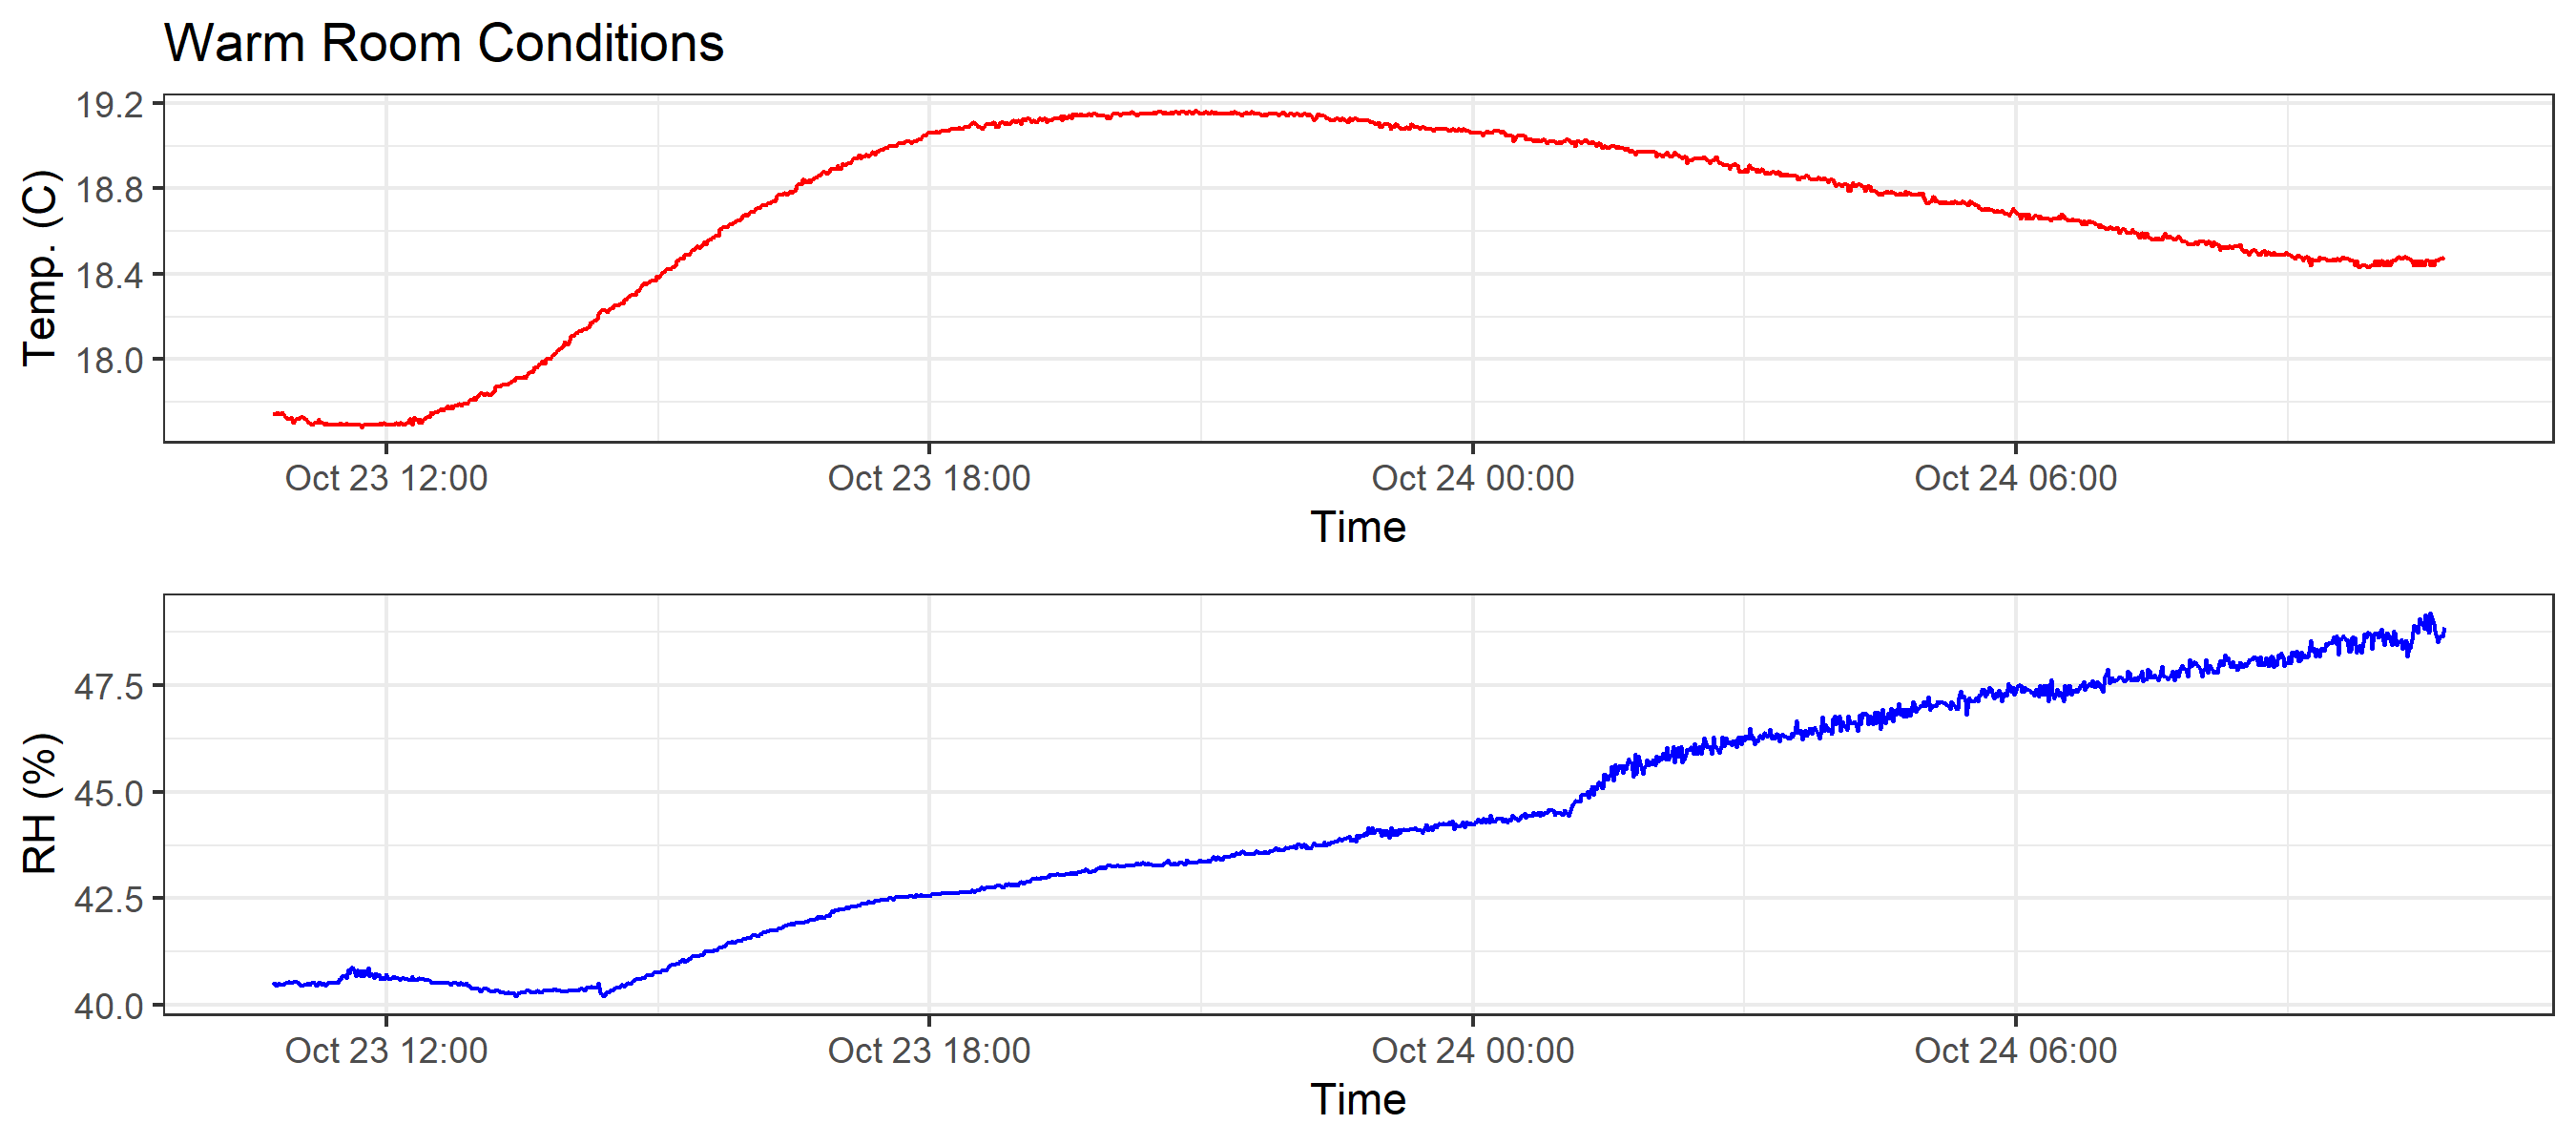 Warm Room Conditions
Temp. (C)
19.2
18.8
18.4
18.0
Oct 23 12:00 Oct 23 18:00 Oct 24 00:00 Oct 24 06:00
Time
RH (%)
47.5
45.0
42.5
40.0
Oct 23 12:00 Oct 23 18:00 Oct 24 00:00 Oct 24 06:00
Time